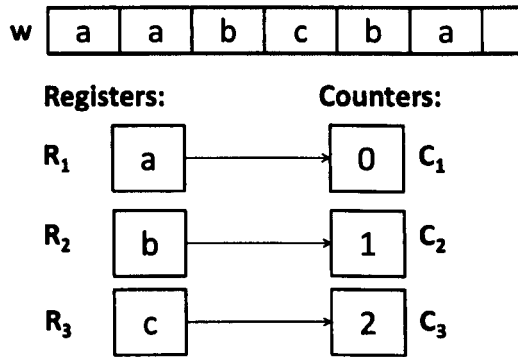 w a a b c b a
Registers: Counters:
R₁ a 0 C₁
R₂ b 1 C₂
R₃ c 2 C₃